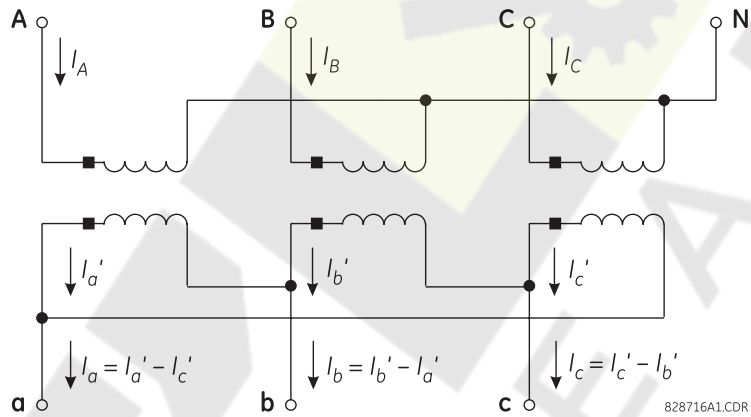 A B C N
I_A I_B I_C
I_a' I_b' I_c'
I_a = I_a' – I_c' I_b = I_b' – I_a' I_c = I_c' – I_b'
a b c
828716A1.CDR